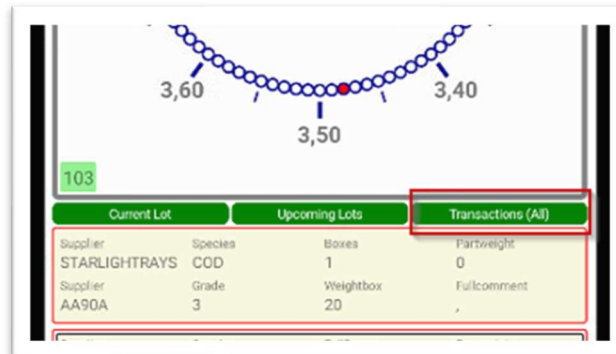 3,60
3,40
3,50
103
Current Lot Upcoming Lots Transactions (All)
Supplier Species Boxes Partweight
STARLIGHTRAYS COD 1 0
Supplier Grade Weightbox Fullcomment
AA90A 3 20 ,